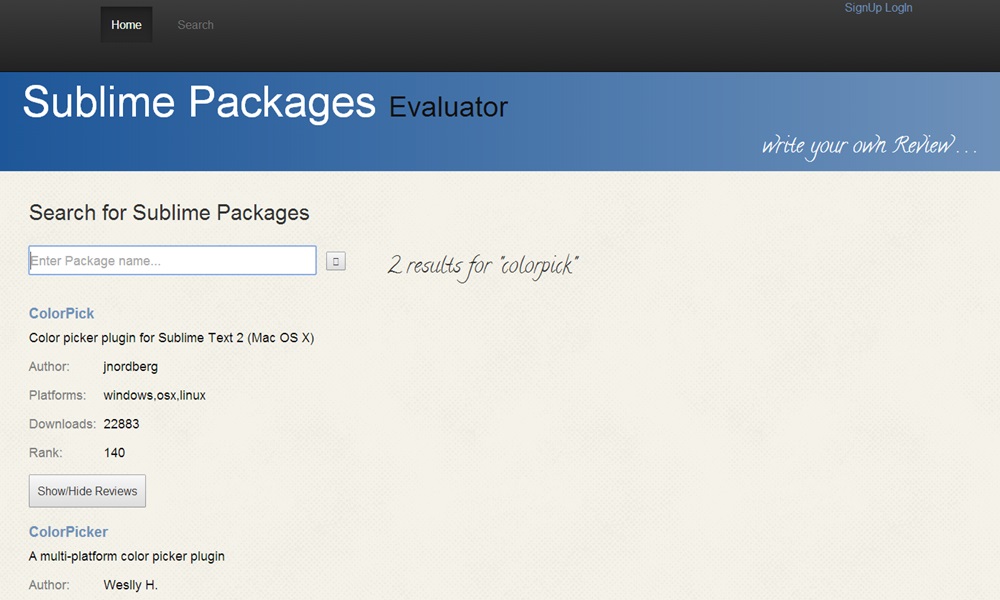 Home Search SignUp LogIn
Sublime Packages Evaluator
write your own Review...
Search for Sublime Packages
Enter Package name...
2 results for "colorpick"
ColorPick
Color picker plugin for Sublime Text 2 (Mac OS X)
Author: jnordberg
Platforms: windows,osx,linux
Downloads: 22883
Rank: 140
Show/Hide Reviews
ColorPicker
A multi-platform color picker plugin
Author: Weslly H.